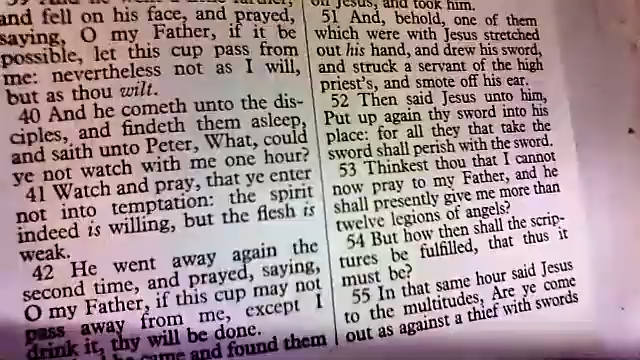 and fell on his face, and prayed,
saying, O my Father, if it be
possible, let this cup pass from
me: nevertheless not as I will,
but as thou wilt.
40 And he cometh unto the dis-
ciples, and findeth them asleep,
and saith unto Peter, What, could
ye not watch with me one hour?
41 Watch and pray, that ye enter
not into temptation: the spirit
indeed is willing, but the flesh is
weak.
42 He went away again the
second time, and prayed, saying,
O my Father, if this cup may not
pass away from me, except I
drink it, thy will be done.
came and found them
on Jesus, and took him.
51 And, behold, one of them
which were with Jesus stretched
out his hand, and drew his sword,
and struck a servant of the high
priest's, and smote off his ear.
52 Then said Jesus unto him,
Put up again thy sword into his
place: for all they that take the
sword shall perish with the sword.
53 Thinkest thou that I cannot
now pray to my Father, and he
shall presently give me more than
twelve legions of angels?
54 But how then shall the scrip-
tures be fulfilled, that thus it
must be?
55 In that same hour said Jesus
to the multitudes, Are ye come
out as against a thief with swords